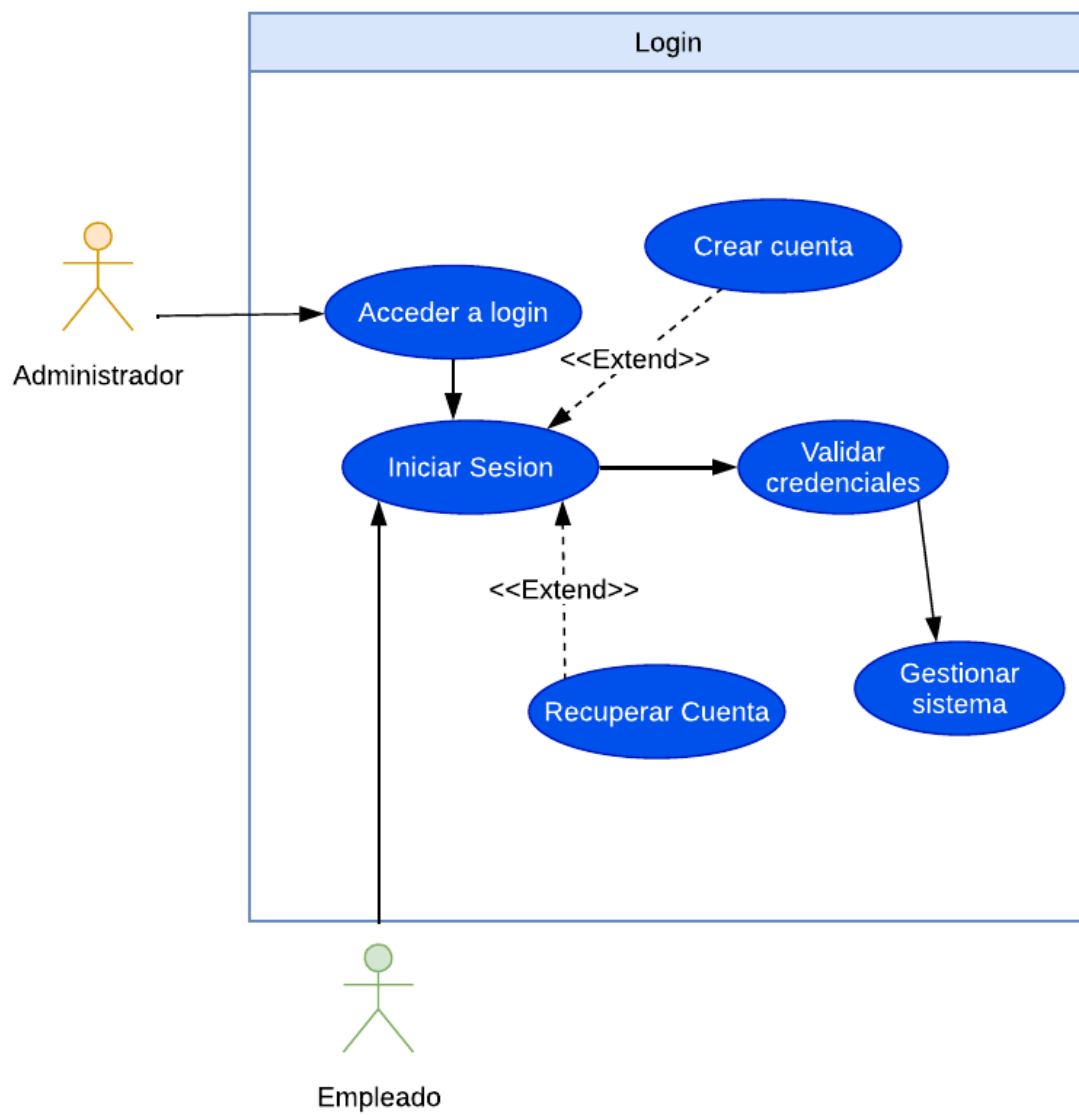 Login
Crear cuenta
Acceder a login
Administrador
<<Extend>>
Iniciar Sesion
Validar
credenciales
<<Extend>>
Gestionar
sistema
Recuperar Cuenta
Empleado